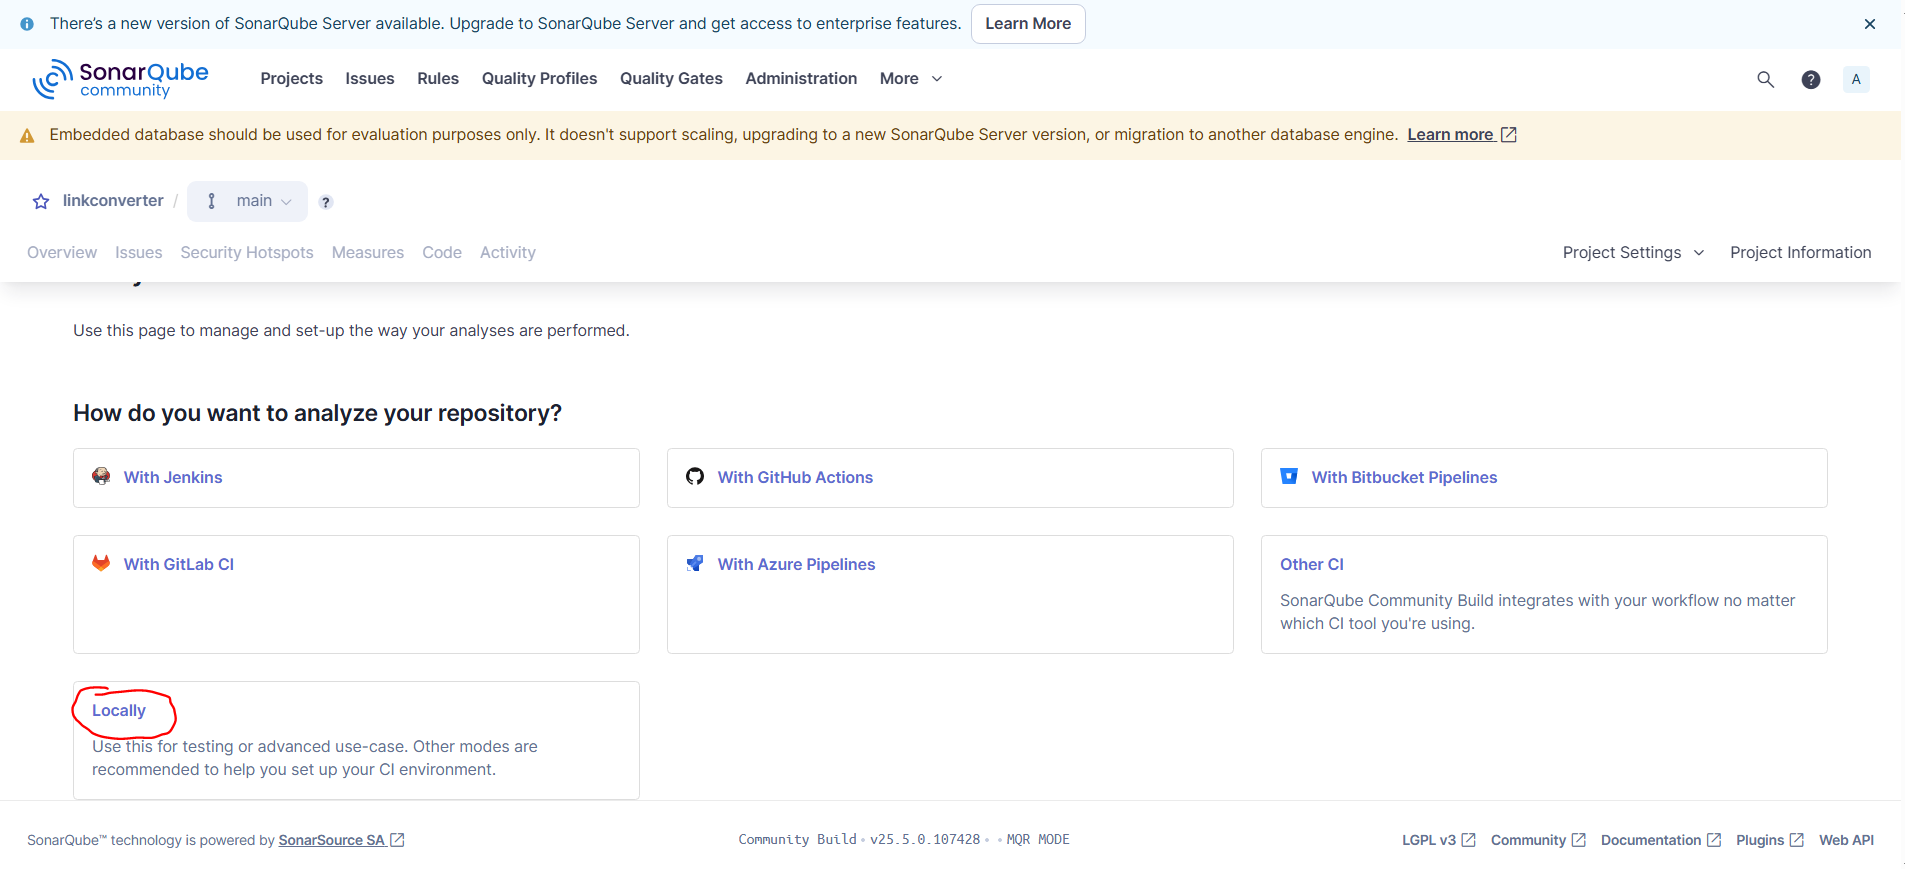 There’s a new version of SonarQube Server available. Upgrade to SonarQube Server and get access to enterprise features. Learn More
SonarQube community Projects Issues Rules Quality Profiles Quality Gates Administration More ? A
Embedded database should be used for evaluation purposes only. It doesn't support scaling, upgrading to a new SonarQube Server version, or migration to another database engine. Learn more
linkconverter / main ?
Overview Issues Security Hotspots Measures Code Activity Project Settings Project Information
Use this page to manage and set-up the way your analyses are performed.
How do you want to analyze your repository?
With Jenkins With GitHub Actions With Bitbucket Pipelines
With GitLab CI With Azure Pipelines Other CI
SonarQube Community Build integrates with your workflow no matter
which CI tool you're using.
Locally
Use this for testing or advanced use-case. Other modes are
recommended to help you set up your CI environment.
SonarQube™ technology is powered by SonarSource SA Community Build • v25.5.0.107428 • • MQR MODE LGPL v3 Community Documentation Plugins Web API